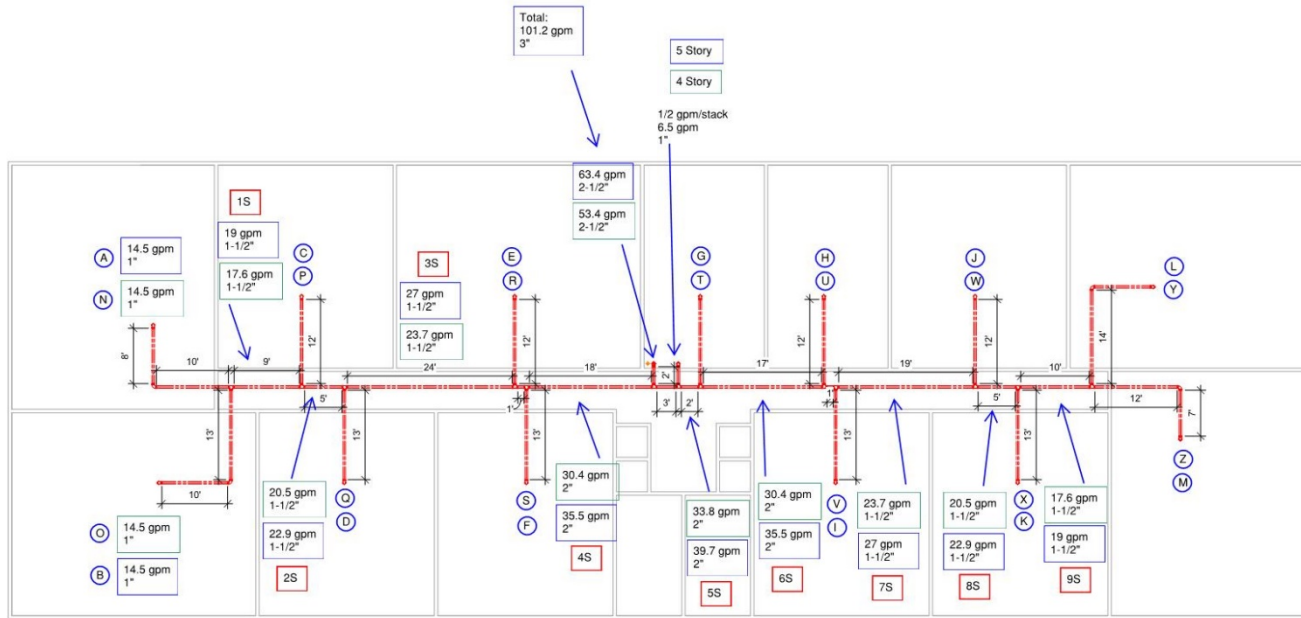 Total:
101.2 gpm
3"
5 Story
4 Story
1/2 gpm/stack
6.5 gpm
1"
63.4 gpm
2-1/2"
53.4 gpm
2-1/2"
1S
19 gpm
1-1/2"
17.6 gpm
1-1/2"
A
14.5 gpm
1"
N
14.5 gpm
1"
C
P
3S
27 gpm
1-1/2"
23.7 gpm
1-1/2"
E
R
G
T
H
U
J
W
L
Y
8'
10'
9'
12'
24'
12'
18'
2'
17'
12'
19'
12'
10'
14'
13'
5'
13'
1'
13'
3'
2'
1'
13'
5'
13'
12'
7'
10'
Z
M
O
14.5 gpm
1"
B
14.5 gpm
1"
20.5 gpm
1-1/2"
22.9 gpm
1-1/2"
2S
Q
D
S
F
30.4 gpm
2"
35.5 gpm
2"
4S
33.8 gpm
2"
39.7 gpm
2"
5S
30.4 gpm
2"
35.5 gpm
2"
6S
V
I
23.7 gpm
1-1/2"
27 gpm
1-1/2"
7S
20.5 gpm
1-1/2"
22.9 gpm
1-1/2"
8S
X
K
17.6 gpm
1-1/2"
19 gpm
1-1/2"
9S